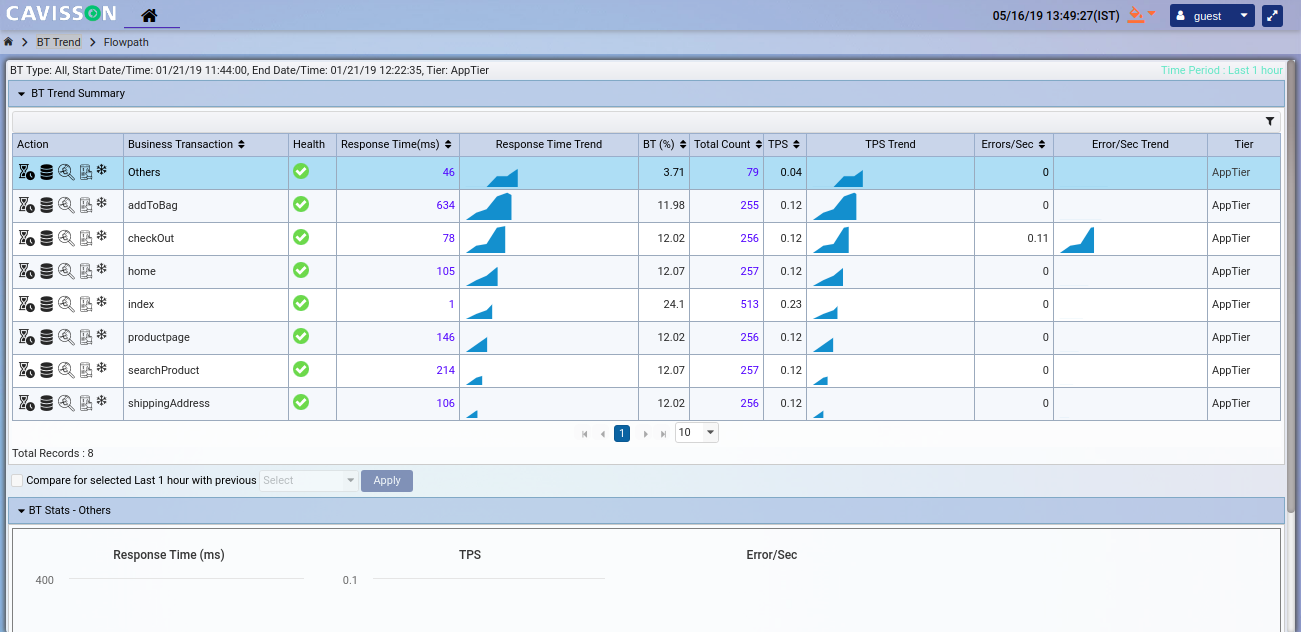 CAVISSON
05/16/19 13:49:27(IST)
guest
BT Trend
Flowpath
BT Type: All, Start Date/Time: 01/21/19 11:44:00, End Date/Time: 01/21/19 12:22:35, Tier: AppTier
Time Period : Last 1 hour
BT Trend Summary
Action Business Transaction Health Response Time(ms) Response Time Trend BT (%) Total Count TPS TPS Trend Errors/Sec Error/Sec Trend Tier
Others 46 3.71 79 0.04 0 AppTier
addToBag 634 11.98 255 0.12 0 AppTier
checkOut 78 12.02 256 0.12 0.11 AppTier
home 105 12.07 257 0.12 0 AppTier
index 1 24.1 513 0.23 0 AppTier
productpage 146 12.02 256 0.12 0 AppTier
searchProduct 214 12.07 257 0.12 0 AppTier
shippingAddress 106 12.02 256 0.12 0 AppTier
1 10
Total Records : 8
Compare for selected Last 1 hour with previous Select Apply
BT Stats - Others
Response Time (ms) TPS Error/Sec
400 0.1